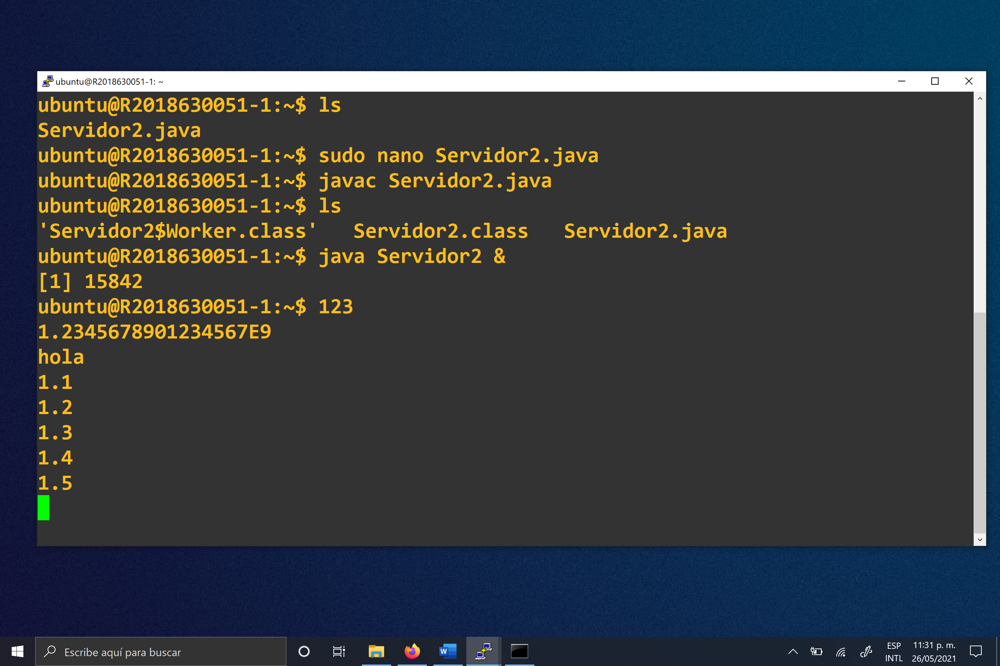 ubuntu@R2018630051-1: ~
ubuntu@R2018630051-1:~$ ls
Servidor2.java
ubuntu@R2018630051-1:~$ sudo nano Servidor2.java
ubuntu@R2018630051-1:~$ javac Servidor2.java
ubuntu@R2018630051-1:~$ ls
'Servidor2$Worker.class'   Servidor2.class   Servidor2.java
ubuntu@R2018630051-1:~$ java Servidor2 &
[1] 15842
ubuntu@R2018630051-1:~$ 123
1.2345678901234567E9
hola
1.1
1.2
1.3
1.4
1.5
Escribe aquí para buscar
W
ESP
INTL
11:31 p. m.
26/05/2021